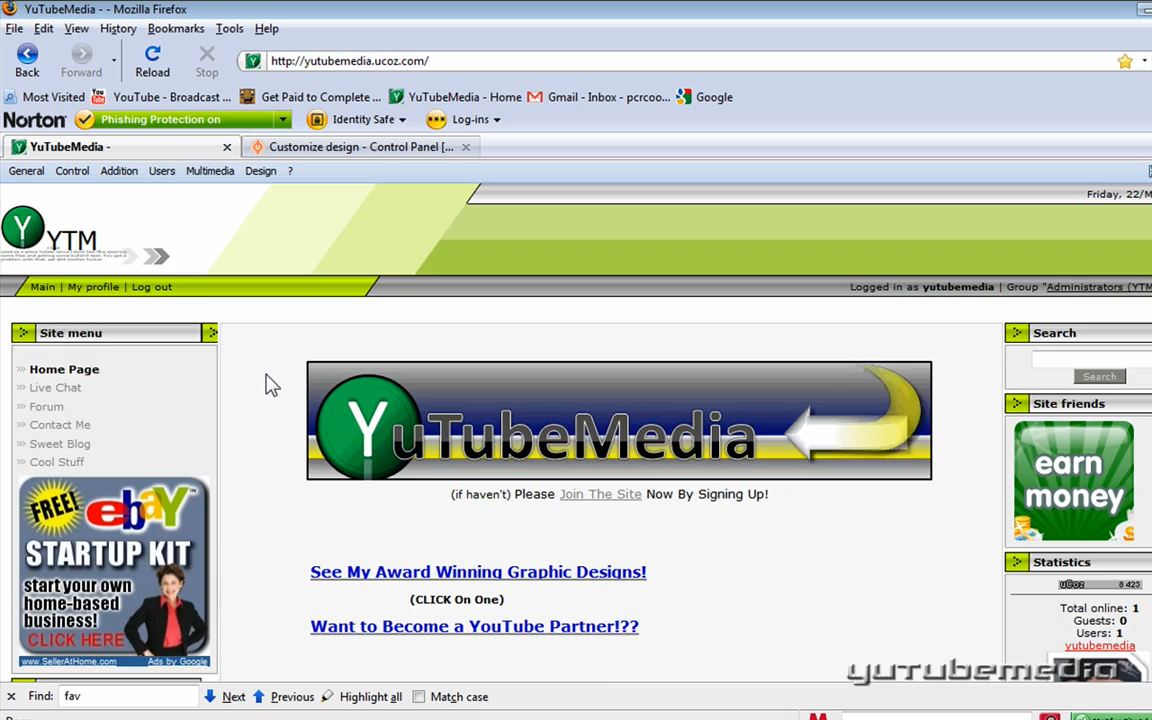 YuTubeMedia - - Mozilla Firefox
File Edit View History Bookmarks Tools Help
Back Forward Reload Stop http://yutubemedia.ucoz.com/
Most Visited YouTube - Broadcast ... Get Paid to Complete ... YuTubeMedia - Home Gmail - Inbox - pcrcoo... Google
Norton Phishing Protection on Identity Safe Log-ins
YuTubeMedia - Customize design - Control Panel [...
General Control Addition Users Multimedia Design ?
Friday, 22/M
Y YTM
Main | My profile | Log out Logged in as yutubemedia | Group "Administrators (YTM
Site menu
Home Page
Live Chat
Forum
Contact Me
Sweet Blog
Cool Stuff
FREE! ebay
STARTUP KIT
start your own
home-based
business!
CLICK HERE
www.SellerAtHome.com Ads by Google
YuTubeMedia
(if haven't) Please Join The Site Now By Signing Up!
See My Award Winning Graphic Designs!
(CLICK On One)
Want to Become a YouTube Partner!??
Search
Search
Site friends
earn
money
Statistics
uCoz 8 423
Total online: 1
Guests: 0
Users: 1
yutubemedia
yutubemedia
Find: fav Next Previous Highlight all Match case